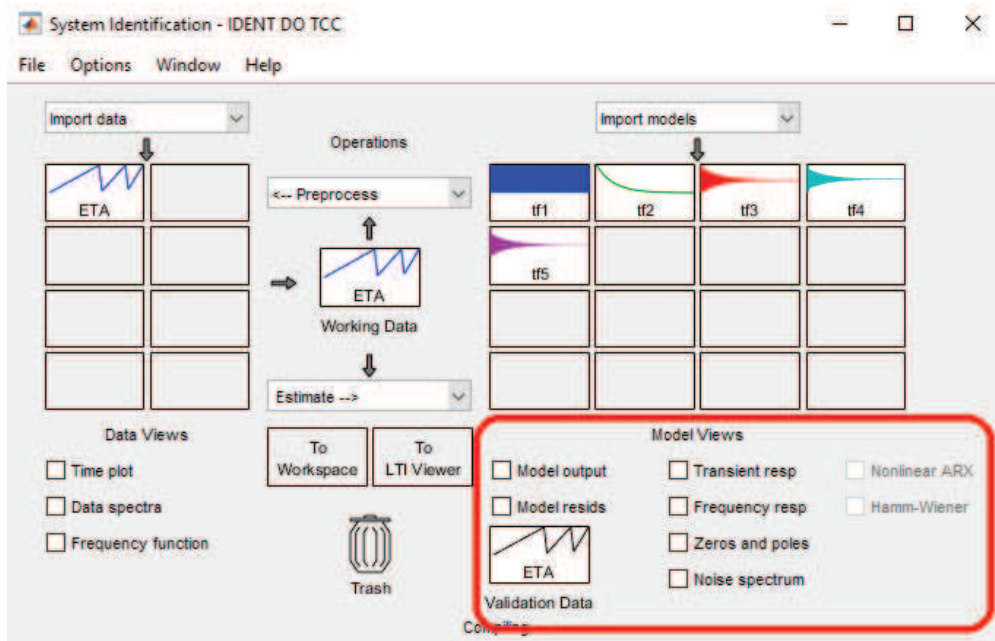 System Identification - IDENT DO TCC
File Options Window Help
Import data
Import models
Operations
<-- Preprocess
ETA
tf1
tf2
tf3
tf4
tf5
ETA
Working Data
Estimate -->
Data Views
Time plot
Data spectra
Frequency function
To
Workspace
To
LTI Viewer
Trash
Model Views
Model output
Model resids
Transient resp
Frequency resp
Zeros and poles
Noise spectrum
Nonlinear ARX
Hamm-Wiener
ETA
Validation Data
Compiling